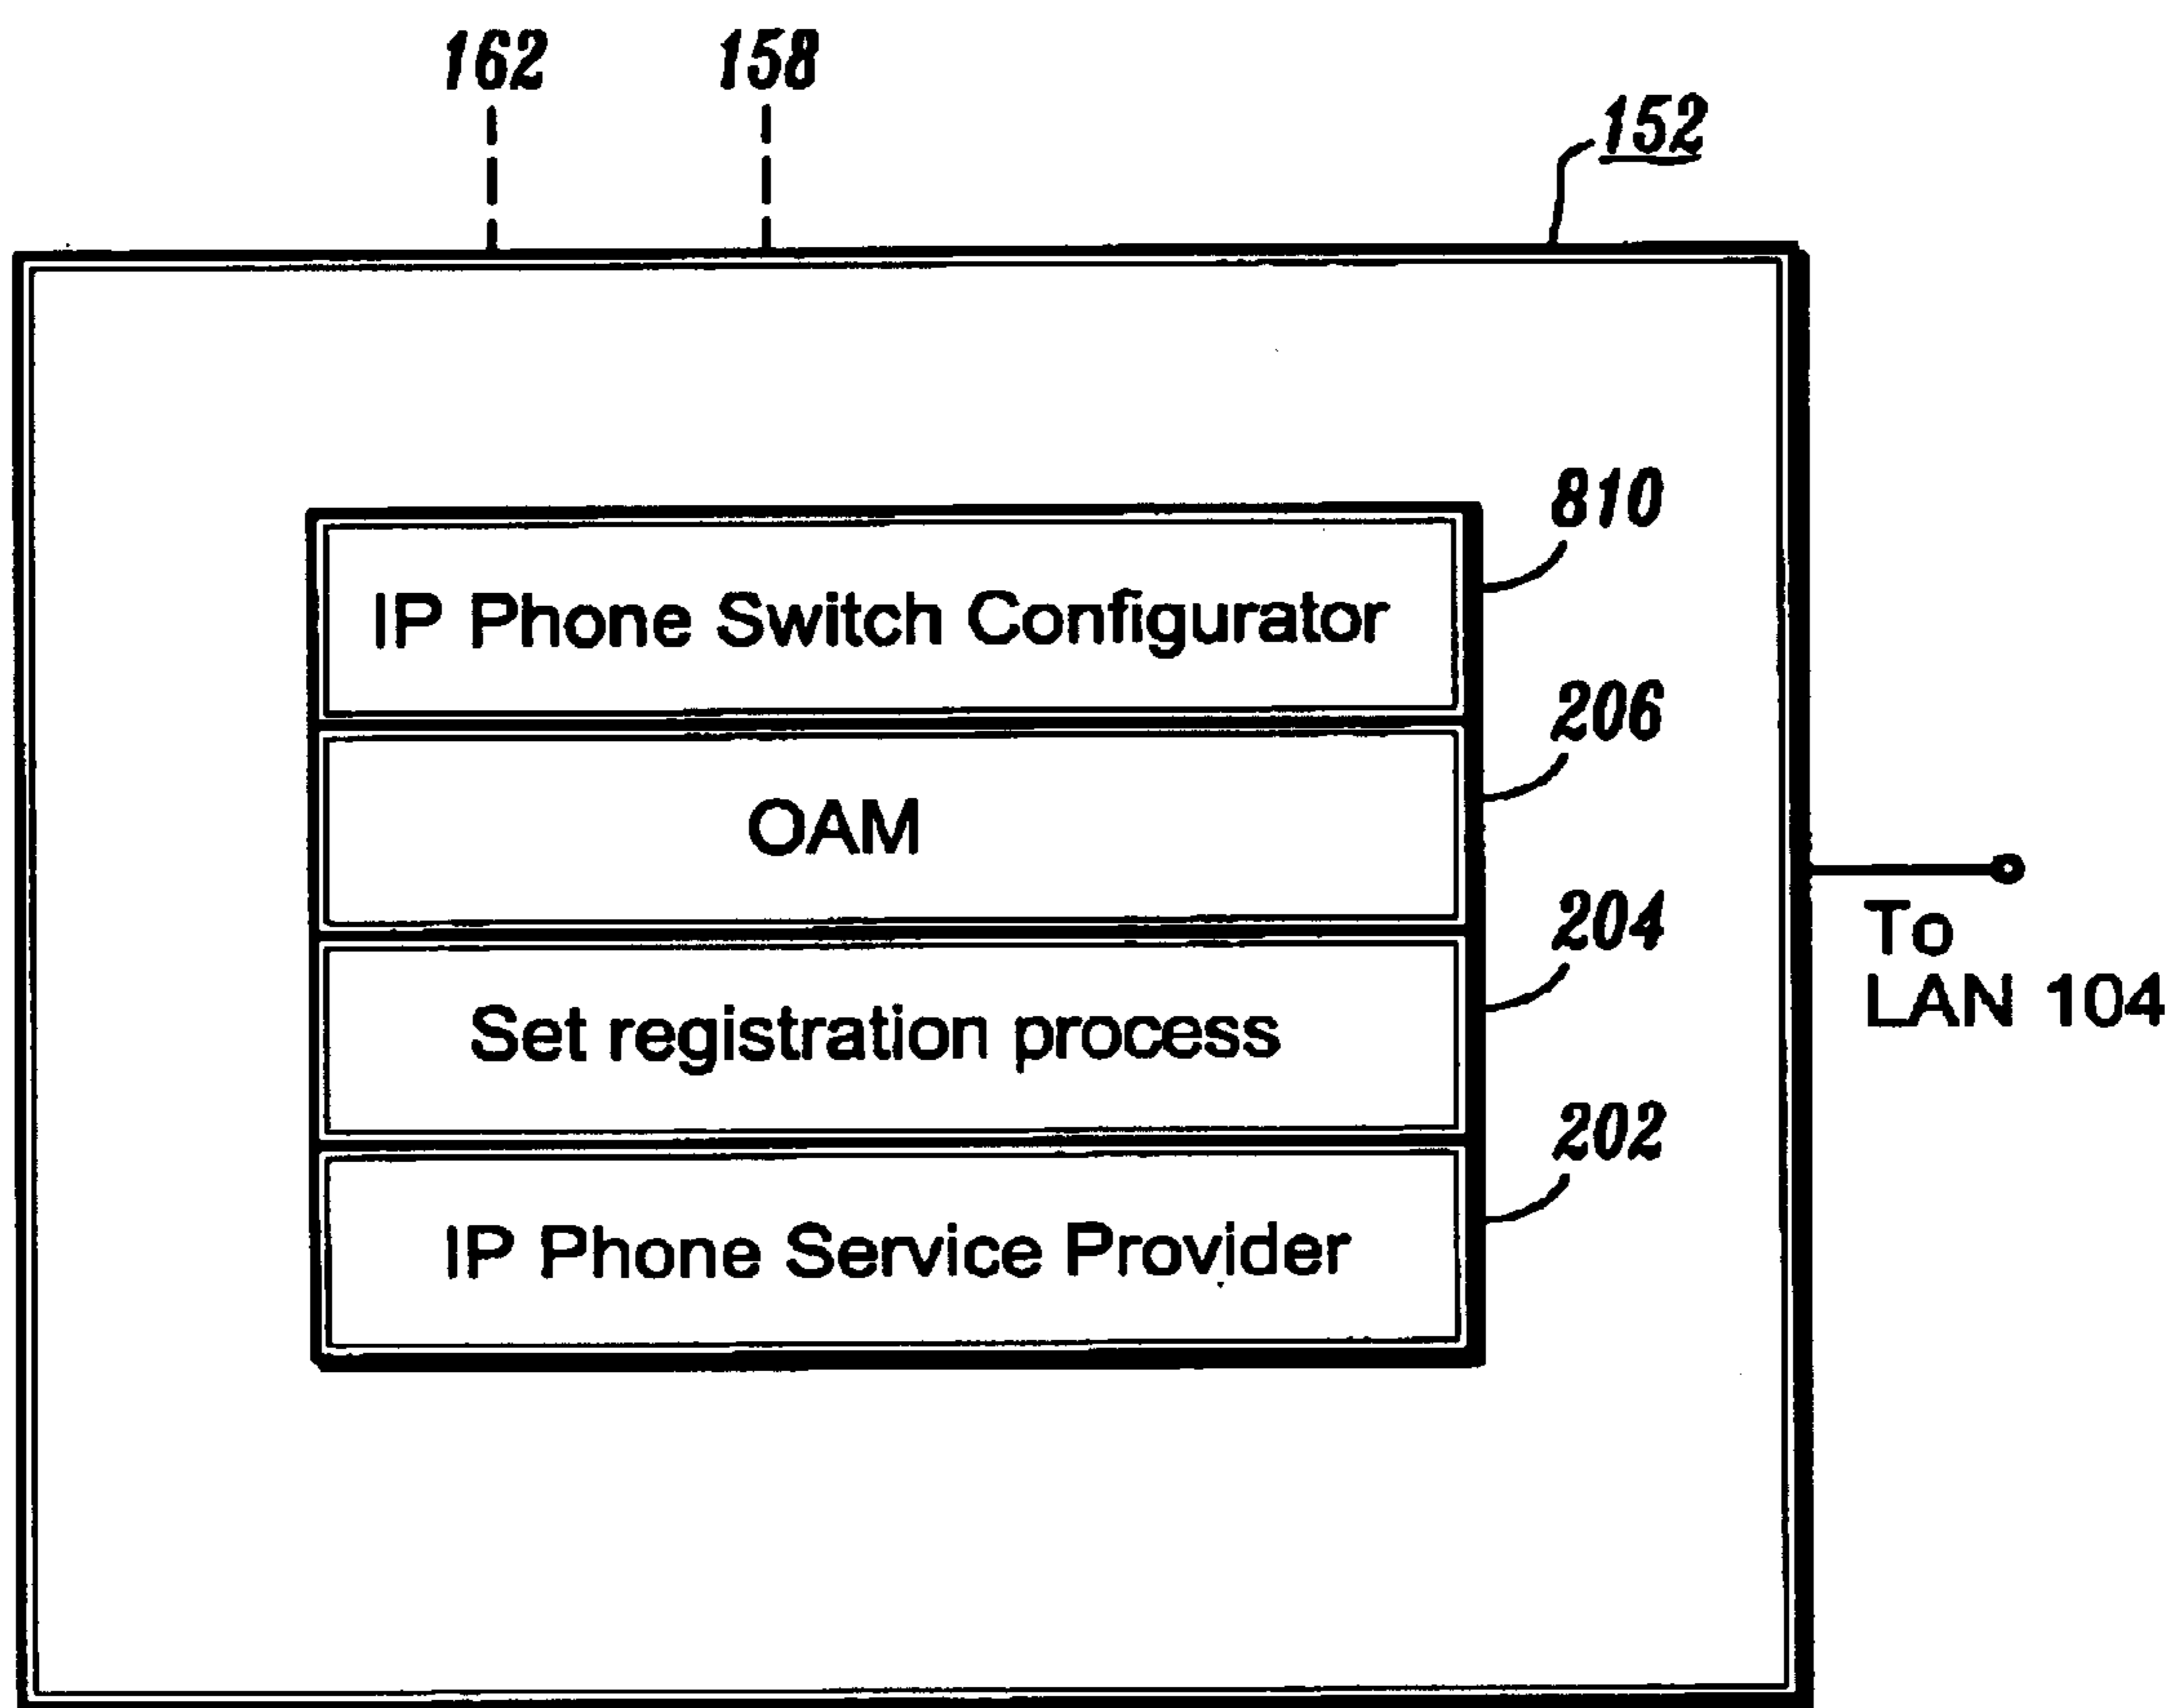 162
158
152
810
IP Phone Switch Configurator
206
OAM
204
To
LAN 104
Set registration process
202
IP Phone Service Provider